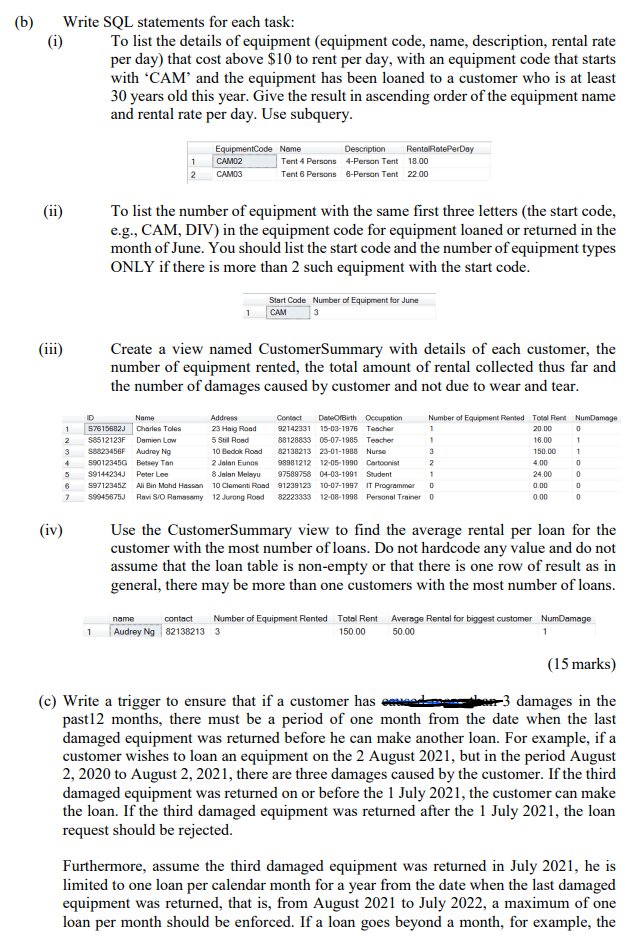 (b) Write SQL statements for each task:
(i) To list the details of equipment (equipment code, name, description, rental rate
per day) that cost above $10 to rent per day, with an equipment code that starts
with ‘CAM’ and the equipment has been loaned to a customer who is at least
30 years old this year. Give the result in ascending order of the equipment name
and rental rate per day. Use subquery.
EquipmentCode Name Description RentalRatePerDay
1 CAM02 Tent 4 Persons 4-Person Tent 18.00
2 CAM03 Tent 6 Persons 6-Person Tent 22.00
(ii) To list the number of equipment with the same first three letters (the start code,
e.g., CAM, DIV) in the equipment code for equipment loaned or returned in the
month of June. You should list the start code and the number of equipment types
ONLY if there is more than 2 such equipment with the start code.
Start Code Number of Equipment for June
1 CAM 3
(iii) Create a view named CustomerSummary with details of each customer, the
number of equipment rented, the total amount of rental collected thus far and
the number of damages caused by customer and not due to wear and tear.
ID Name Address Contact DateOfBirth Occupation Number of Equipment Rented Total Rent NumDamage
1 S7615682J Charles Toles 23 Haig Road 92142331 15-03-1976 Teacher 1 20.00 0
2 S8512123F Damien Low 5 Still Road 88128833 05-07-1985 Teacher 1 16.00 1
3 S8823456F Audrey Ng 10 Bedok Road 82138213 23-01-1988 Nurse 3 150.00 1
4 S9012345G Betsey Tan 2 Jalan Eunos 98981212 12-05-1990 Cartoonist 2 4.00 0
5 S9144234J Peter Lee 8 Jalan Melayu 97589758 04-03-1991 Student 1 24.00 0
6 S9712345Z Ali Bin Mohd Hassan 10 Clementi Road 91239123 10-07-1997 IT Programmer 0 0.00 0
7 S9945675J Ravi S/O Ramasamy 12 Jurong Road 82223333 12-08-1998 Personal Trainer 0 0.00 0
(iv) Use the CustomerSummary view to find the average rental per loan for the
customer with the most number of loans. Do not hardcode any value and do not
assume that the loan table is non-empty or that there is one row of result as in
general, there may be more than one customers with the most number of loans.
name contact Number of Equipment Rented Total Rent Average Rental for biggest customer NumDamage
1 Audrey Ng 82138213 3 150.00 50.00 1
(15 marks)
(c) Write a trigger to ensure that if a customer has 3 damages in the
past12 months, there must be a period of one month from the date when the last
damaged equipment was returned before he can make another loan. For example, if a
customer wishes to loan an equipment on the 2 August 2021, but in the period August
2, 2020 to August 2, 2021, there are three damages caused by the customer. If the third
damaged equipment was returned on or before the 1 July 2021, the customer can make
the loan. If the third damaged equipment was returned after the 1 July 2021, the loan
request should be rejected.
Furthermore, assume the third damaged equipment was returned in July 2021, he is
limited to one loan per calendar month for a year from the date when the last damaged
equipment was returned, that is, from August 2021 to July 2022, a maximum of one
loan per month should be enforced. If a loan goes beyond a month, for example, the